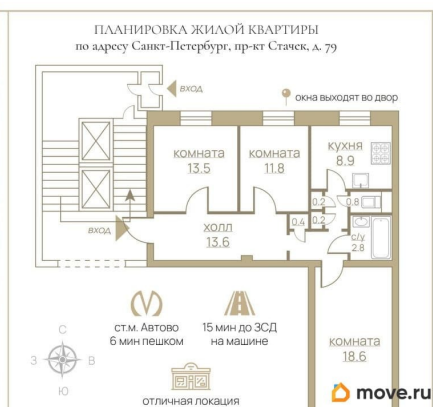 ПЛАНИРОВКА ЖИЛОЙ КВАРТИРЫ
по адресу Санкт-Петербург, пр-кт Стачек, д. 79
вход
окна выходят во двор
комната
13.5
комната
11.8
кухня
8.9
0.2
0.8
0.4
0.2
с/у
2.8
вход
холл
13.6
ст.м. Автово
6 мин пешком
15 мин до ЗСД
на машине
комната
18.6
С
З
В
Ю
отличная локация
move.ru